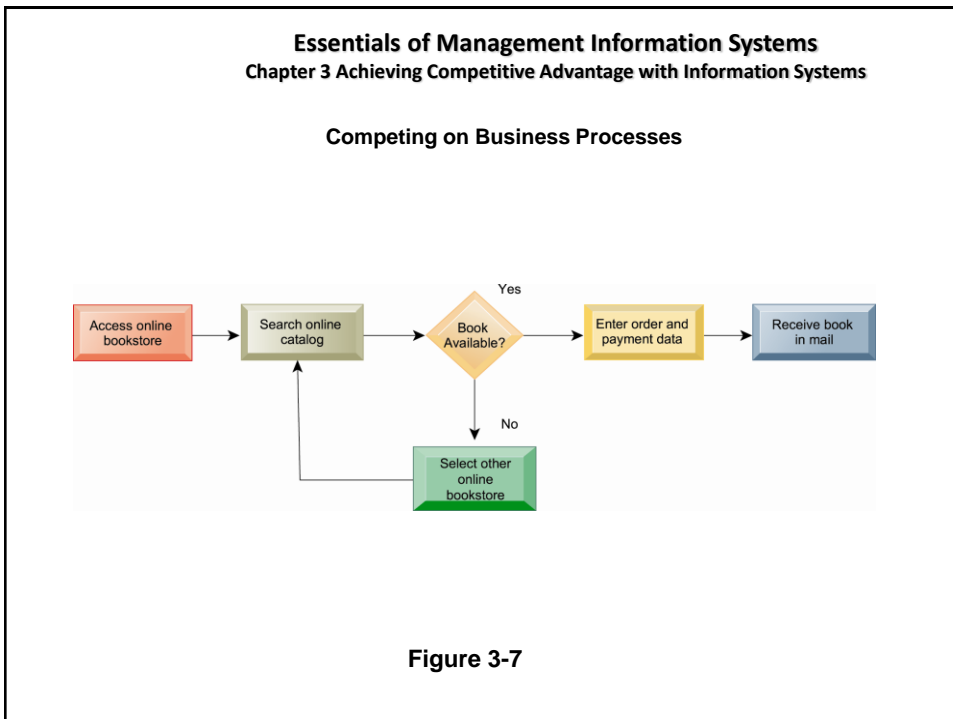 Essentials of Management Information Systems
Chapter 3 Achieving Competitive Advantage with Information Systems
Competing on Business Processes
Access online
bookstore
Search online
catalog
Book
Available?
Yes
Enter order and
payment data
Receive book
in mail
No
Select other
online
bookstore
Figure 3-7